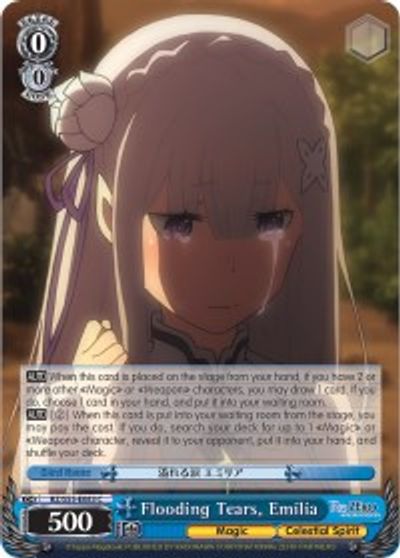 0
0
AUTO When this card is placed on the stage from your hand, if you have 2 or
more other «Magic» or «Weapon» characters, you may draw 1 card. If you
do, choose 1 card in your hand, and put it into your waiting room.
AUTO [(2)] When this card is put into your waiting room from the stage, you
may pay the cost. If you do, search your deck for up to 1 «Magic» or
«Weapon» character, reveal it to your opponent, put it into your hand, and
shuffle your deck.
Card Name
溢れる涙 エミリア
Flooding Tears, Emilia
500
Magic
Celestial Spirit